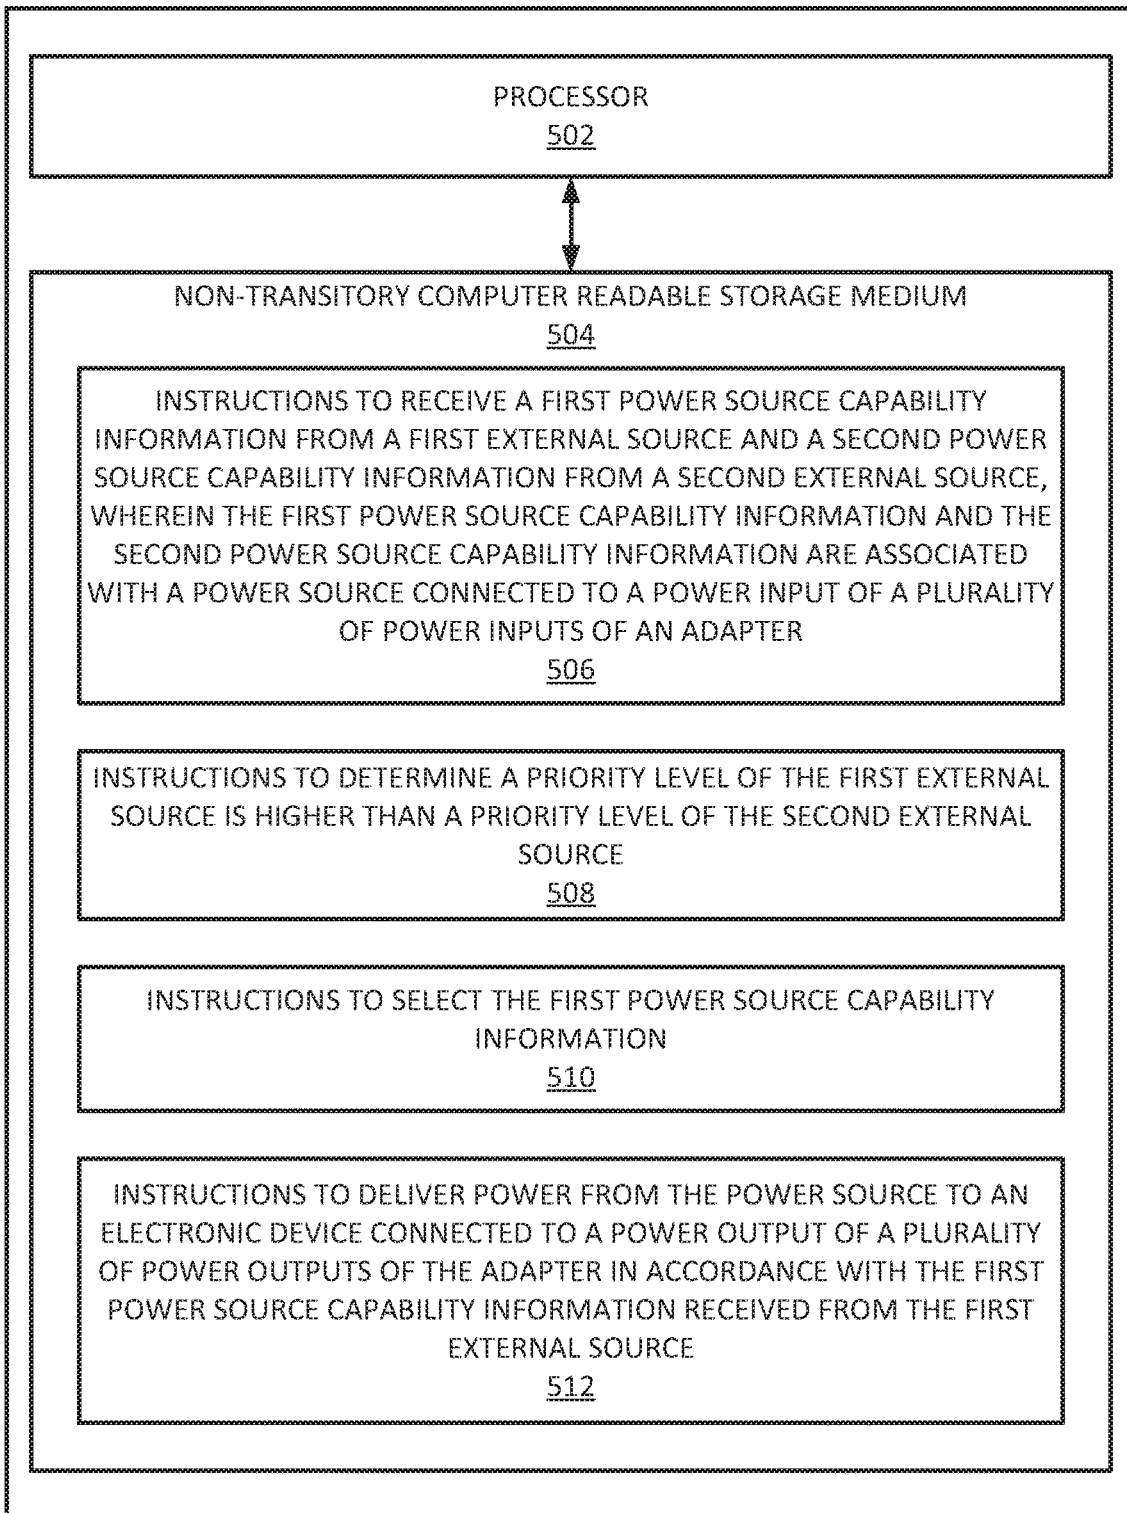 PROCESSOR
502
NON-TRANSITORY COMPUTER READABLE STORAGE MEDIUM
504
INSTRUCTIONS TO RECEIVE A FIRST POWER SOURCE CAPABILITY
INFORMATION FROM A FIRST EXTERNAL SOURCE AND A SECOND POWER
SOURCE CAPABILITY INFORMATION FROM A SECOND EXTERNAL SOURCE,
WHEREIN THE FIRST POWER SOURCE CAPABILITY INFORMATION AND THE
SECOND POWER SOURCE CAPABILITY INFORMATION ARE ASSOCIATED
WITH A POWER SOURCE CONNECTED TO A POWER INPUT OF A PLURALITY
OF POWER INPUTS OF AN ADAPTER
506
INSTRUCTIONS TO DETERMINE A PRIORITY LEVEL OF THE FIRST EXTERNAL
SOURCE IS HIGHER THAN A PRIORITY LEVEL OF THE SECOND EXTERNAL
SOURCE
508
INSTRUCTIONS TO SELECT THE FIRST POWER SOURCE CAPABILITY
INFORMATION
510
INSTRUCTIONS TO DELIVER POWER FROM THE POWER SOURCE TO AN
ELECTRONIC DEVICE CONNECTED TO A POWER OUTPUT OF A PLURALITY
OF POWER OUTPUTS OF THE ADAPTER IN ACCORDANCE WITH THE FIRST
POWER SOURCE CAPABILITY INFORMATION RECEIVED FROM THE FIRST
EXTERNAL SOURCE
512